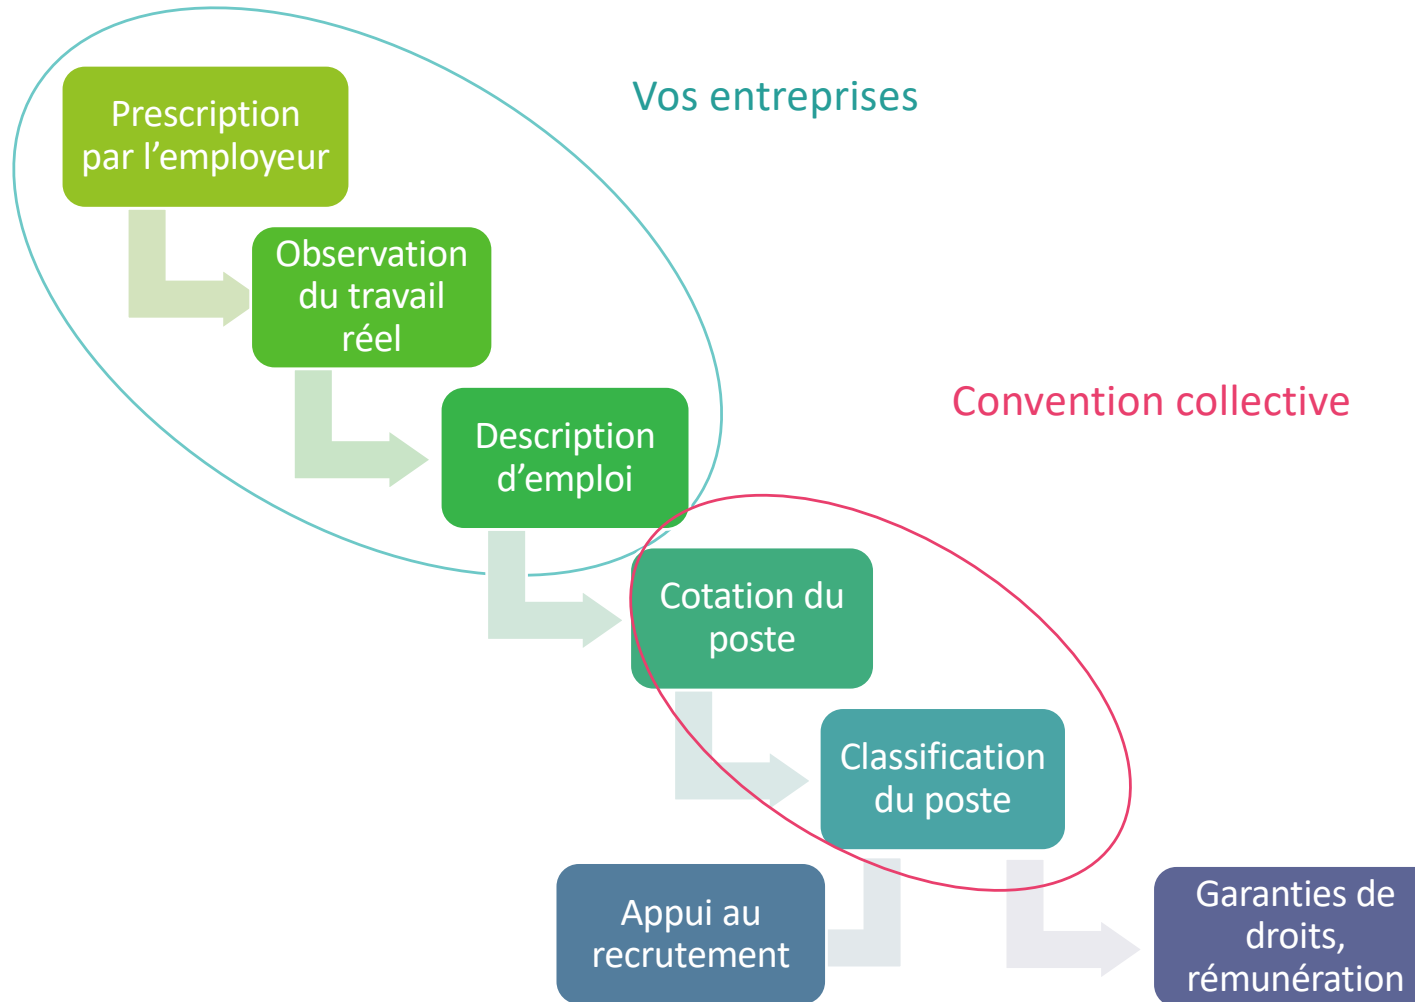 Vos entreprises
Prescription
par l’employeur
Observation
du travail
réel
Convention collective
Description
d’emploi
Cotation du
poste
Classification
du poste
Appui au
recrutement
Garanties de
droits,
rémunération